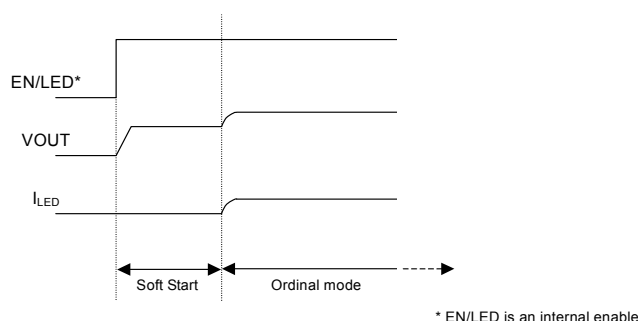 EN/LED*
VOUT
ILED
Soft Start
Ordinal mode
* EN/LED is an internal enable